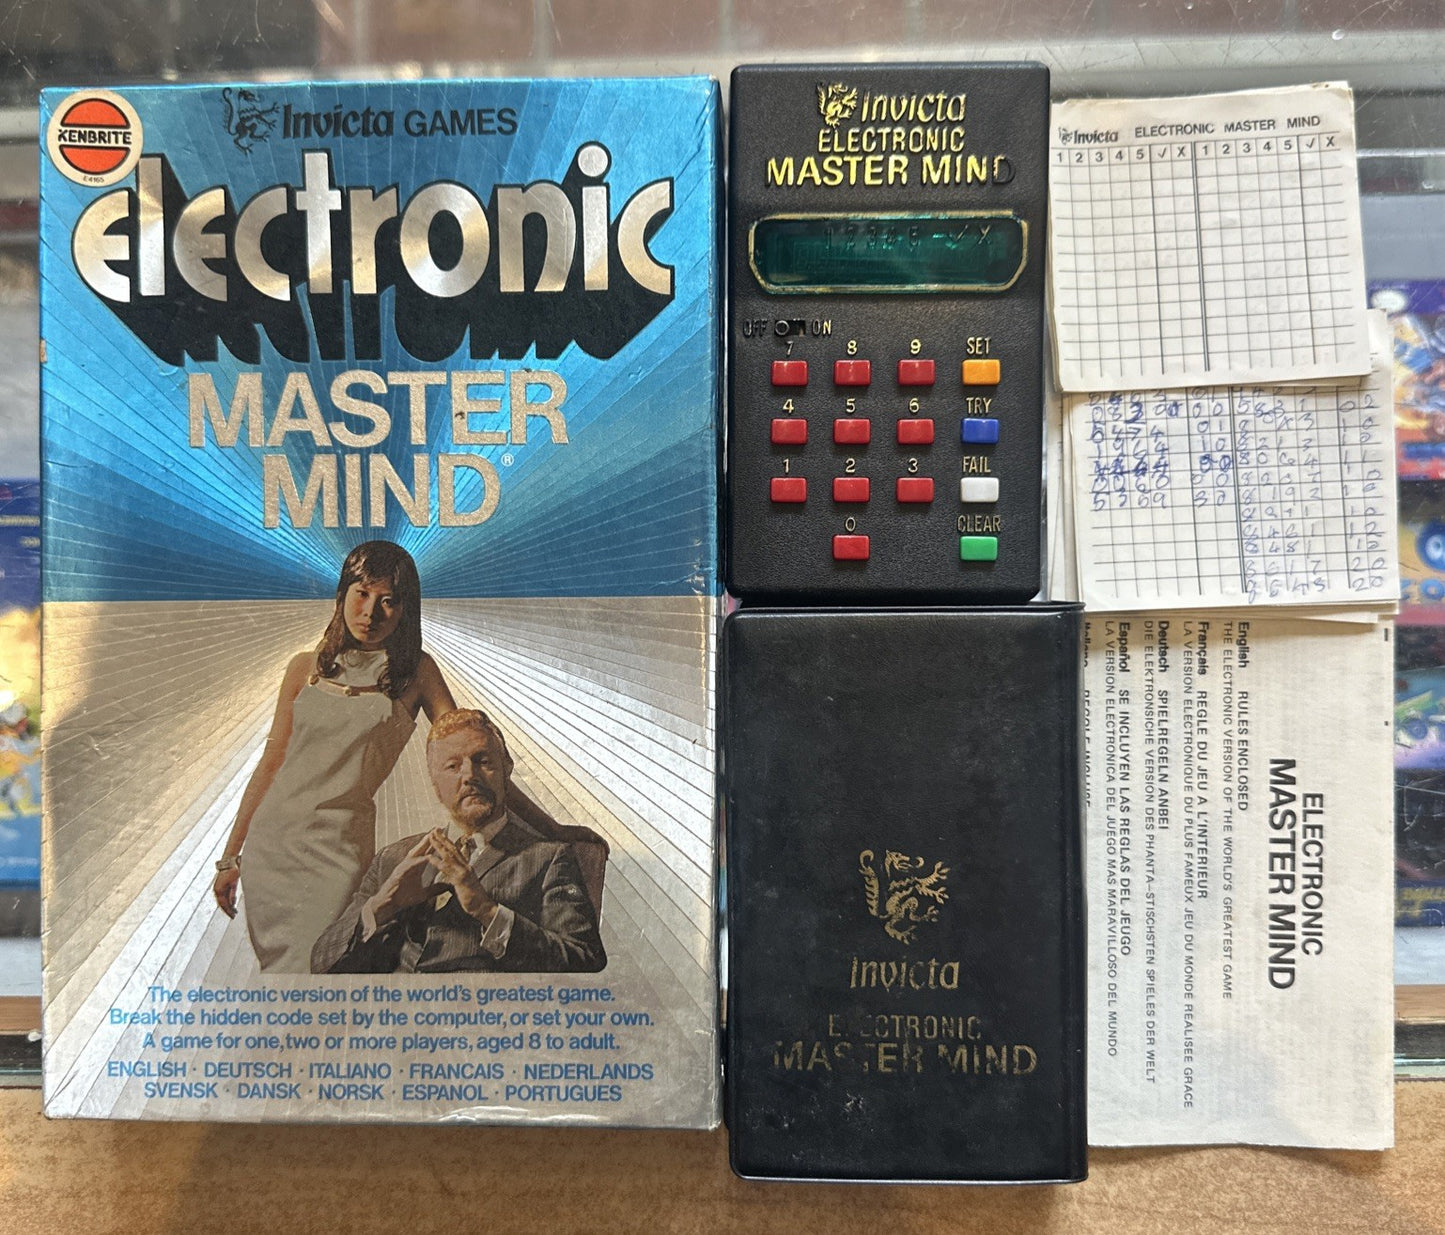 KENBRITE
E4165
Invicta GAMES
electronic
MASTER
MIND®
The electronic version of the world's greatest game.
Break the hidden code set by the computer, or set your own.
A game for one, two or more players, aged 8 to adult.
ENGLISH · DEUTSCH · ITALIANO · FRANCAIS · NEDERLANDS
SVENSK · DANSK · NORSK · ESPANOL · PORTUGUES
Invicta
ELECTRONIC
MASTER MIND
1 2 3 4 5 √ X
OFF ON
7 8 9 SET
4 5 6 TRY
1 2 3 FAIL
0 CLEAR
Invicta
ELECTRONIC
MASTER MIND
Invicta ELECTRONIC MASTER MIND
1 2 3 4 5 √ X 1 2 3 4 5 √ X
ELECTRONIC
MASTER MIND
English RULES ENCLOSED
THE ELECTRONIC VERSION OF THE WORLD'S GREATEST GAME
Français REGLE DU JEU A L'INTERIEUR
LA VERSION ELECTRONIQUE DU PLUS FAMEUX JEU DU MONDE REALISEE GRACE
Deutsch SPIELREGELN ANBEI
DIE ELEKTRONSICHE VERSION DES PHANTA-STISCHSTEN SPIELES DER WELT
Español SE INCLUYEN LAS REGLAS DEL JEUGO
LA VERSION ELECTRONICA DEL JUEGO MAS MARAVILLOSO DEL MUNDO